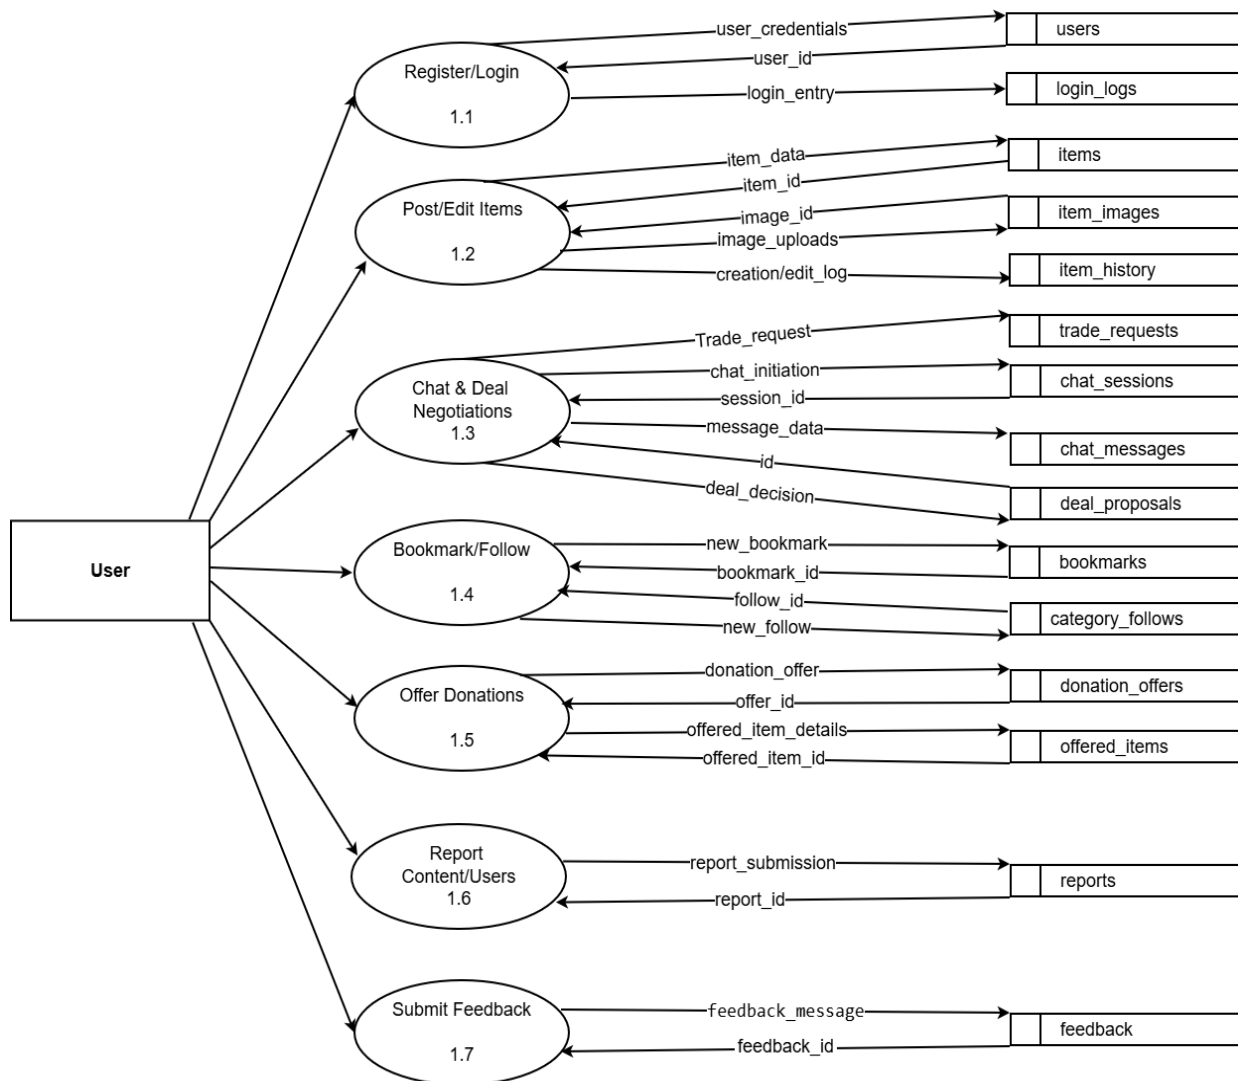 user_credentials
users
Register/Login
user_id
login_entry
login_logs
1.1
item_data
items
item_id
Post/Edit Items
image_id
item_images
image_uploads
1.2
creation/edit_log
item_history
Trade_request
trade_requests
chat_initiation
chat_sessions
Chat & Deal
Negotiations
1.3
session_id
message_data
chat_messages
id
deal_decision
deal_proposals
User
Bookmark/Follow
new_bookmark
bookmarks
bookmark_id
1.4
follow_id
category_follows
new_follow
donation_offer
donation_offers
Offer Donations
offer_id
offered_item_details
offered_items
1.5
offered_item_id
Report
Content/Users
1.6
report_submission
reports
report_id
Submit Feedback
feedback_message
feedback
1.7
feedback_id